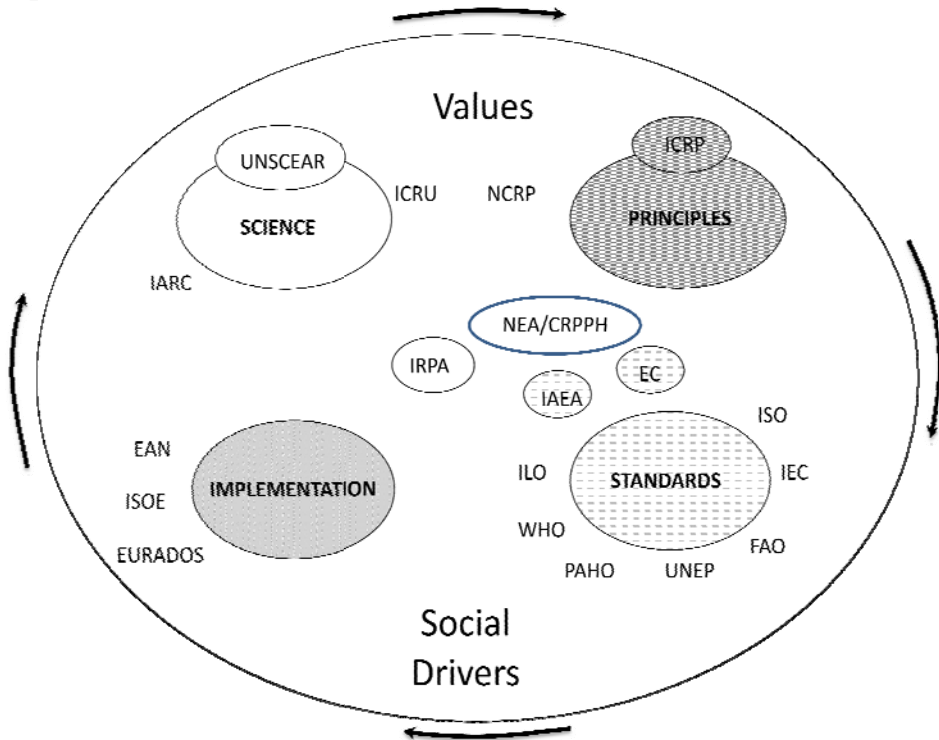 Values
UNSCEAR
ICRP
ICRU
NCRP
SCIENCE
PRINCIPLES
IARC
NEA/CRPPH
IRPA
EC
IAEA
ISO
EAN
ILO
IEC
IMPLEMENTATION
STANDARDS
ISOE
WHO
FAO
EURADOS
PAHO
UNEP
Social
Drivers